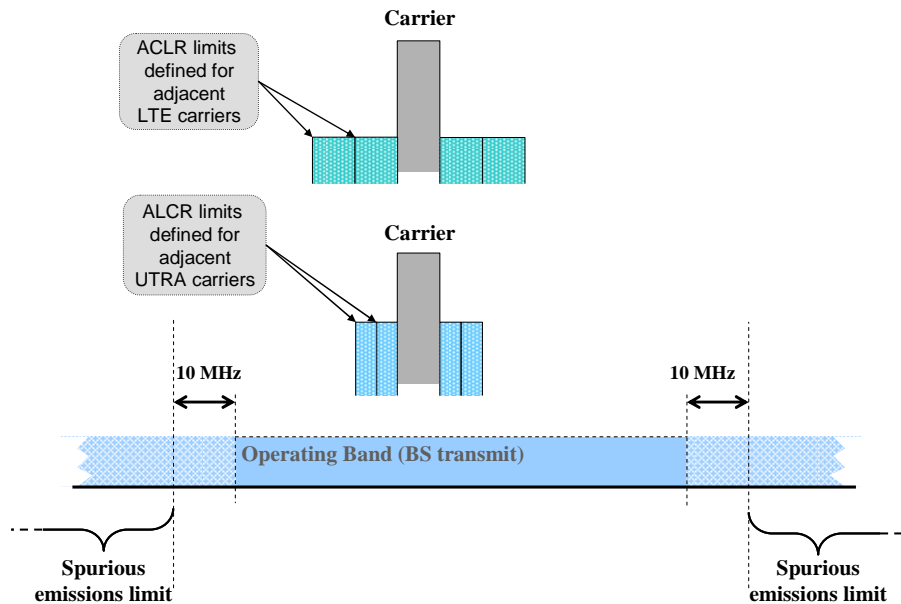 Carrier
ACLR limits
defined for
adjacent
LTE carriers
ALCR limits
defined for
adjacent
UTRA carriers
Carrier
10 MHz
10 MHz
Operating Band (BS transmit)
Spurious
emissions limit
Spurious
emissions limit